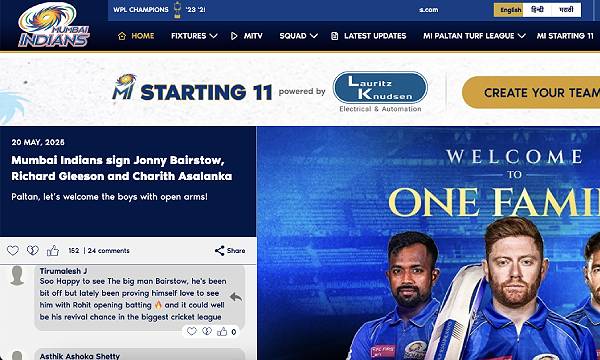 WPL CHAMPIONS '23
s.com
English हिन्दी मराठी
MUMBAI
INDIANS
HOME FIXTURES MITV SQUAD LATEST UPDATES MI PALTAN TURF LEAGUE MI STARTING 11
MI STARTING 11 powered by Lauritz Knudsen
Electrical & Automation
CREATE YOUR TEAM
20 MAY, 2025
Mumbai Indians sign Jonny Bairstow,
Richard Gleeson and Charith Asalanka
Paltan, let's welcome the boys with open arms!
152 | 24 comments Share
WELCOME
TO
ONE FAMI
Tirumalesh J
Soo Happy to see The big man Bairstow, he's been
bit off but lately been proving himself love to see
him with Rohit opening batting 🔥 and it could well
be his revival chance in the biggest cricket league
0
Asthik Ashoka Shetty